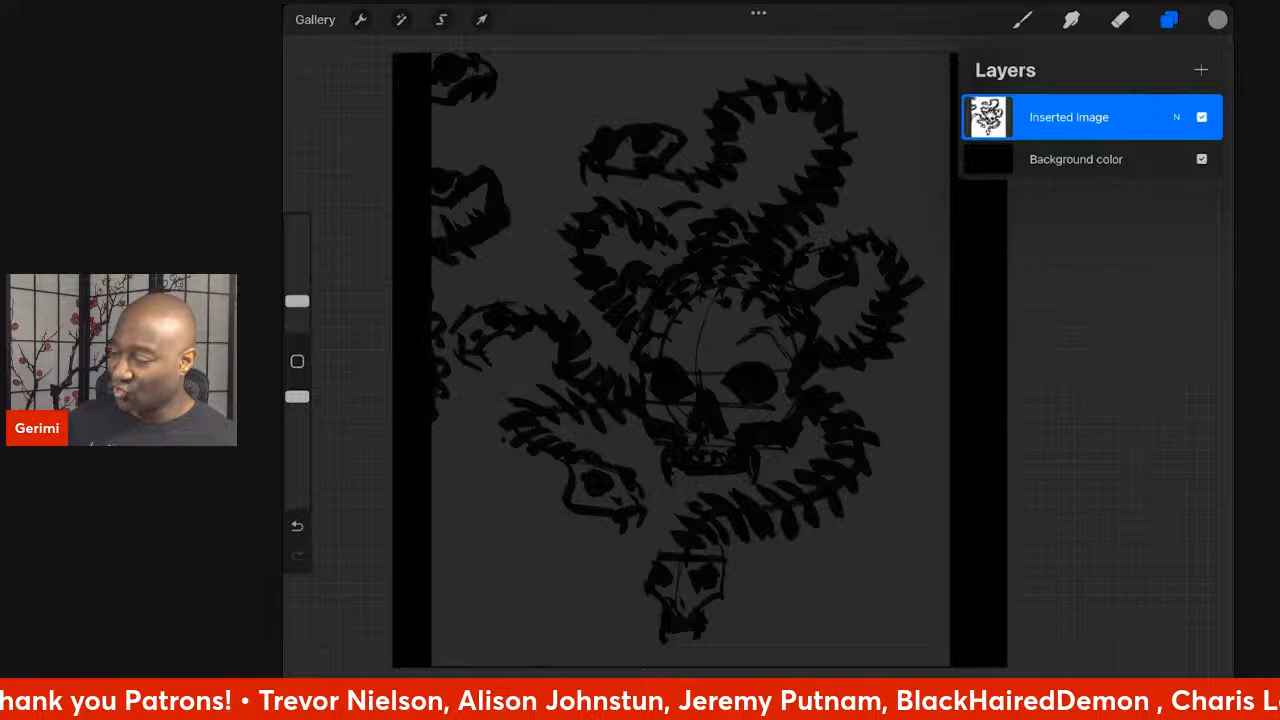 Gallery
Layers
Inserted Image
N
Background color
Gerimi
hank you Patrons! • Trevor Nielson, Alison Johnstun, Jeremy Putnam, BlackHairedDemon , Charis L